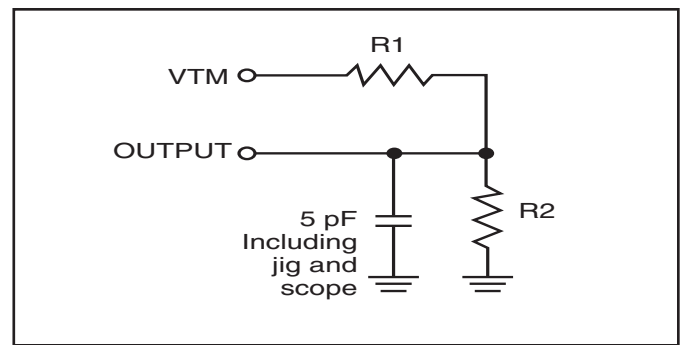 R1
VTM
OUTPUT
R2
5 pF
Including
jig and
scope